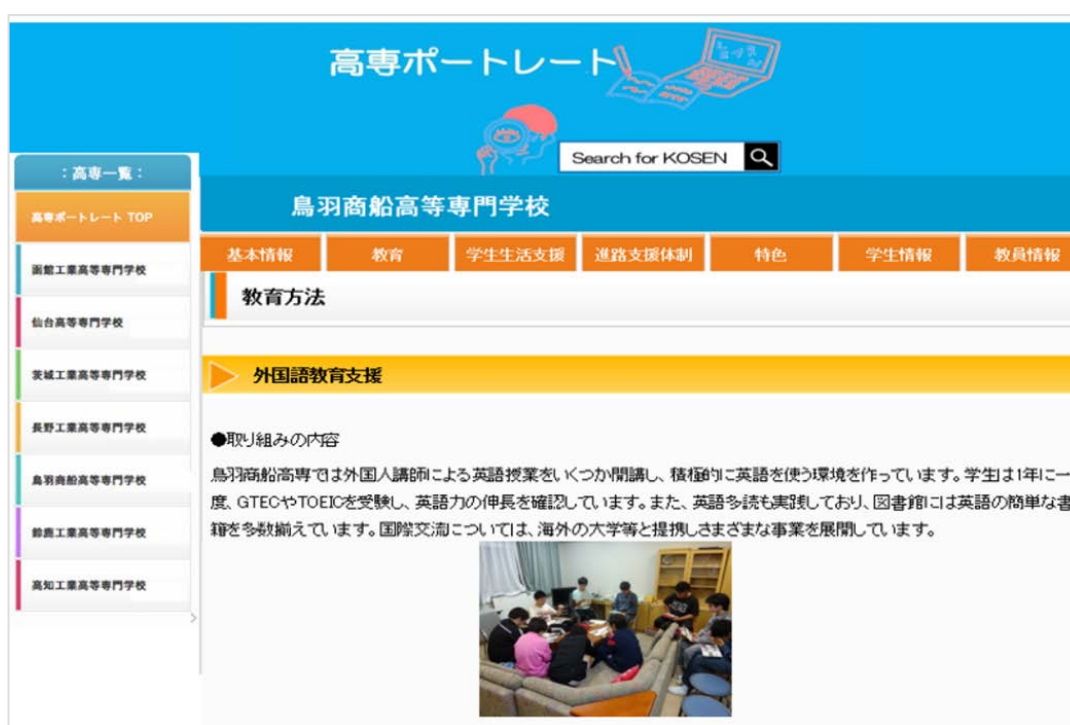 高専ポートレート
Search for KOSEN
：高専一覧：
高専ポートレート TOP
函館工業高等専門学校
仙台高等専門学校
茨城工業高等専門学校
長野工業高等専門学校
鳥羽商船高等専門学校
鈴鹿工業高等専門学校
高知工業高等専門学校
鳥羽商船高等専門学校
基本情報 教育 学生生活支援 進路支援体制 特色 学生情報 教員情報
教育方法
外国語教育支援
●取り組みの内容
鳥羽商船高専では外国人講師による英語授業をいくつか開講し、積極的に英語を使う環境を作っています。学生は1年に一
度、GTECやTOEICを受験し、英語力の伸長を確認しています。また、英語多読も実践しており、図書館には英語の簡単な書
籍を多数揃えています。国際交流については、海外の大学等と提携しさまざまな事業を展開しています。